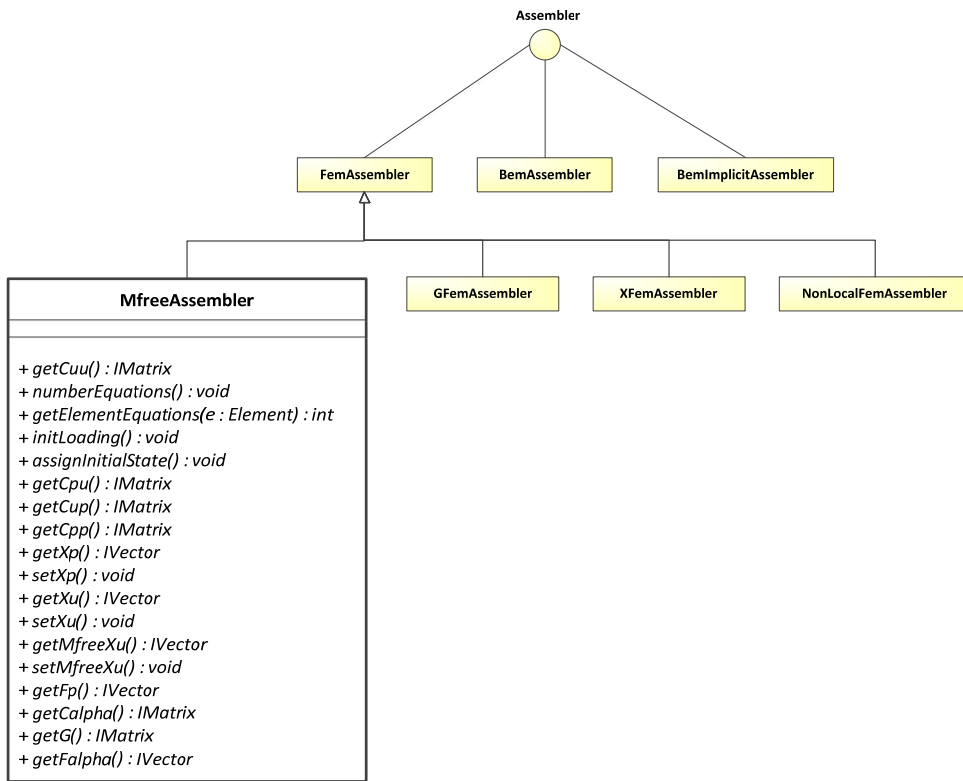 Assembler
FemAssembler
BemAssembler
BemImplicitAssembler
MfreeAssembler
GFemAssembler
XFemAssembler
NonLocalFemAssembler
+ getCuu() : IMatrix
+ numberEquations() : void
+ getElementEquations(e : Element) : int
+ initLoading() : void
+ assignInitialState() : void
+ getCpu() : IMatrix
+ getCup() : IMatrix
+ getCpp() : IMatrix
+ getXp() : IVector
+ setXp() : void
+ getXu() : IVector
+ setXu() : void
+ getMfreeXu() : IVector
+ setMfreeXu() : void
+ getFp() : IVector
+ getCalpha() : IMatrix
+ getG() : IMatrix
+ getFalpha() : IVector